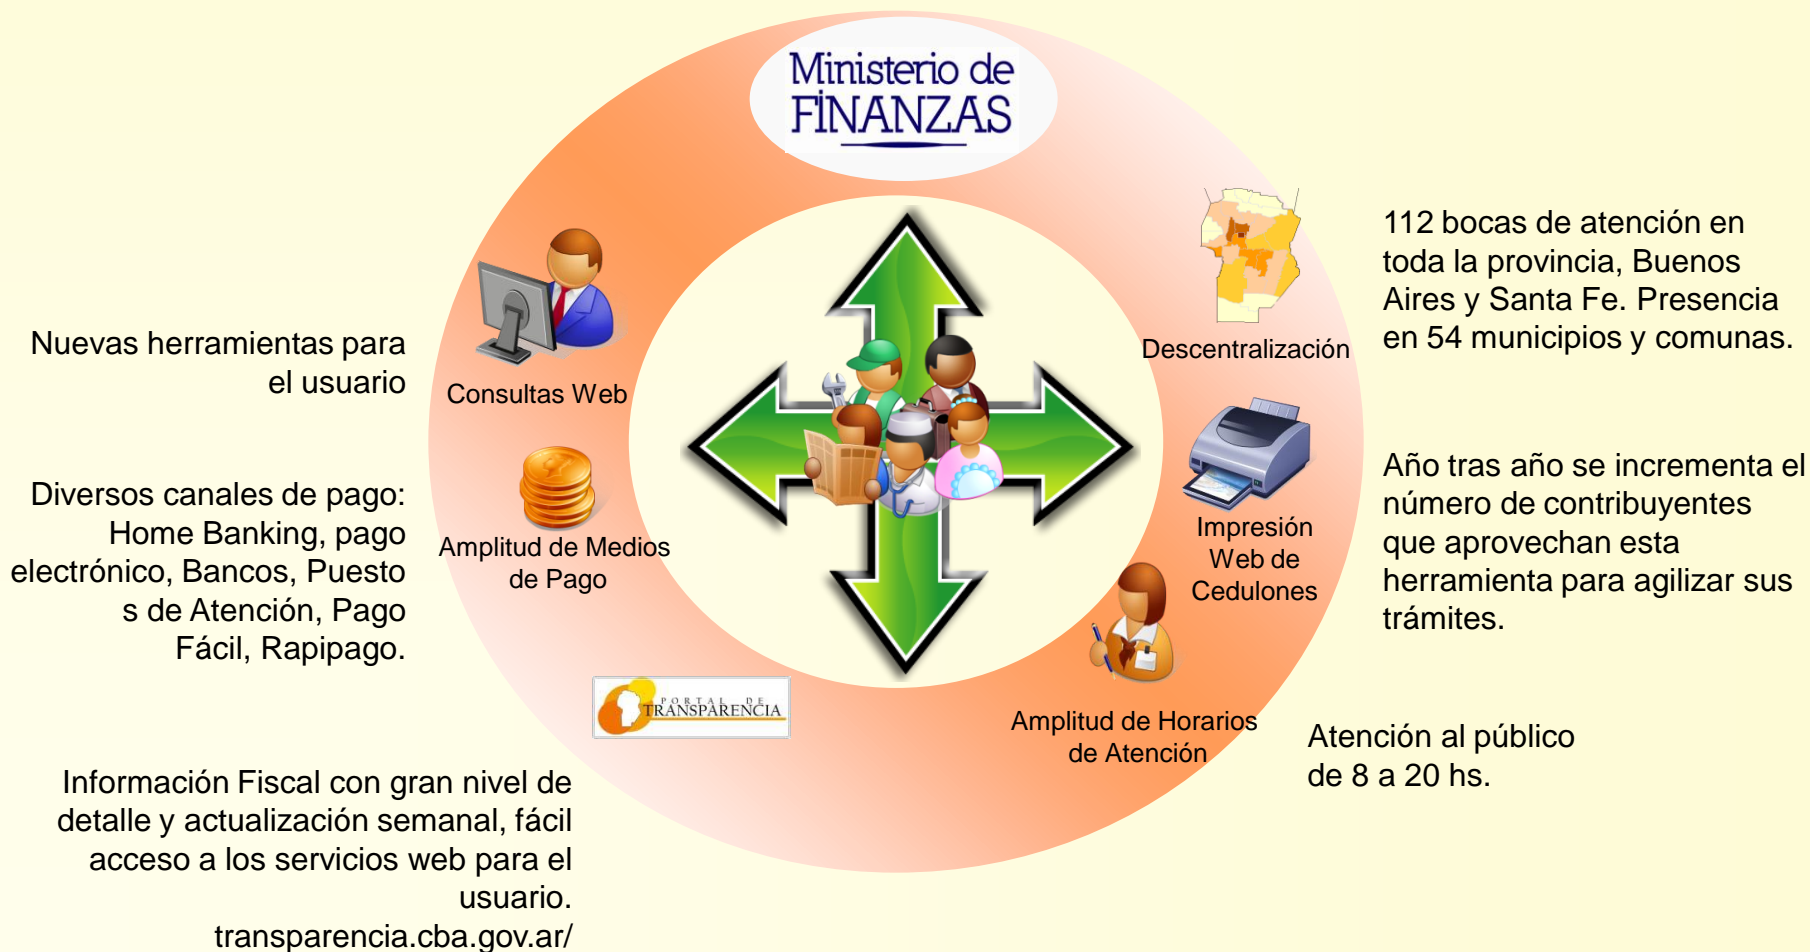 Ministerio de
FINANZAS
Nuevas herramientas para
el usuario
Consultas Web
Diversos canales de pago:
Home Banking, pago
electrónico, Bancos, Puesto
s de Atención, Pago
Fácil, Rapipago.
Amplitud de Medios
de Pago
PORTAL DE
TRANSPARENCIA
Información Fiscal con gran nivel de
detalle y actualización semanal, fácil
acceso a los servicios web para el
usuario.
transparencia.cba.gov.ar/
Descentralización
112 bocas de atención en
toda la provincia, Buenos
Aires y Santa Fe. Presencia
en 54 municipios y comunas.
Impresión
Web de
Cedulones
Año tras año se incrementa el
número de contribuyentes
que aprovechan esta
herramienta para agilizar sus
trámites.
Amplitud de Horarios
de Atención
Atención al público
de 8 a 20 hs.